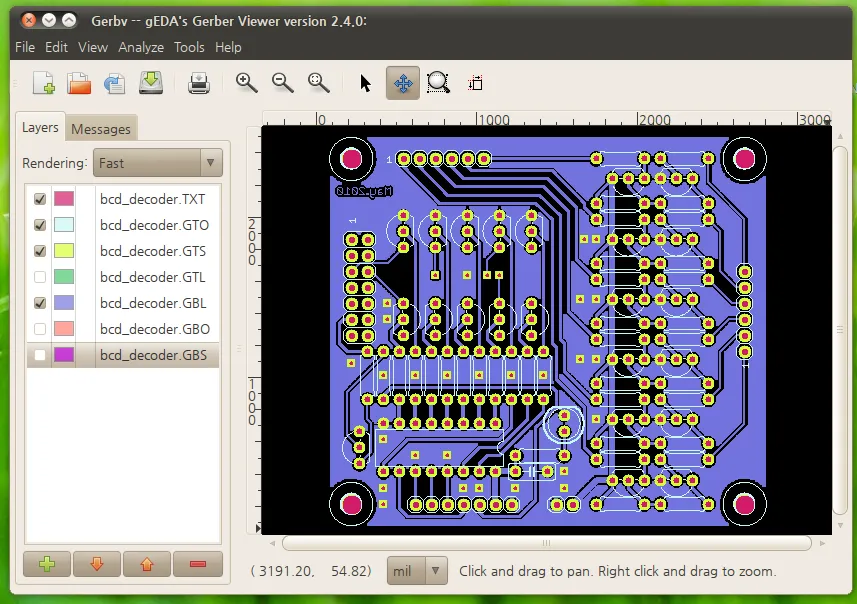 Gerbv -- gEDA's Gerber Viewer version 2.4.0:
File Edit View Analyze Tools Help
Layers Messages
Rendering: Fast
bcd_decoder.TXT
bcd_decoder.GTO
bcd_decoder.GTS
bcd_decoder.GTL
bcd_decoder.GBL
bcd_decoder.GBO
bcd_decoder.GBS
0 1000 2000 3000
2000
1000
1
May.2010
1
1
( 3191.20, 54.82) mil Click and drag to pan. Right click and drag to zoom.